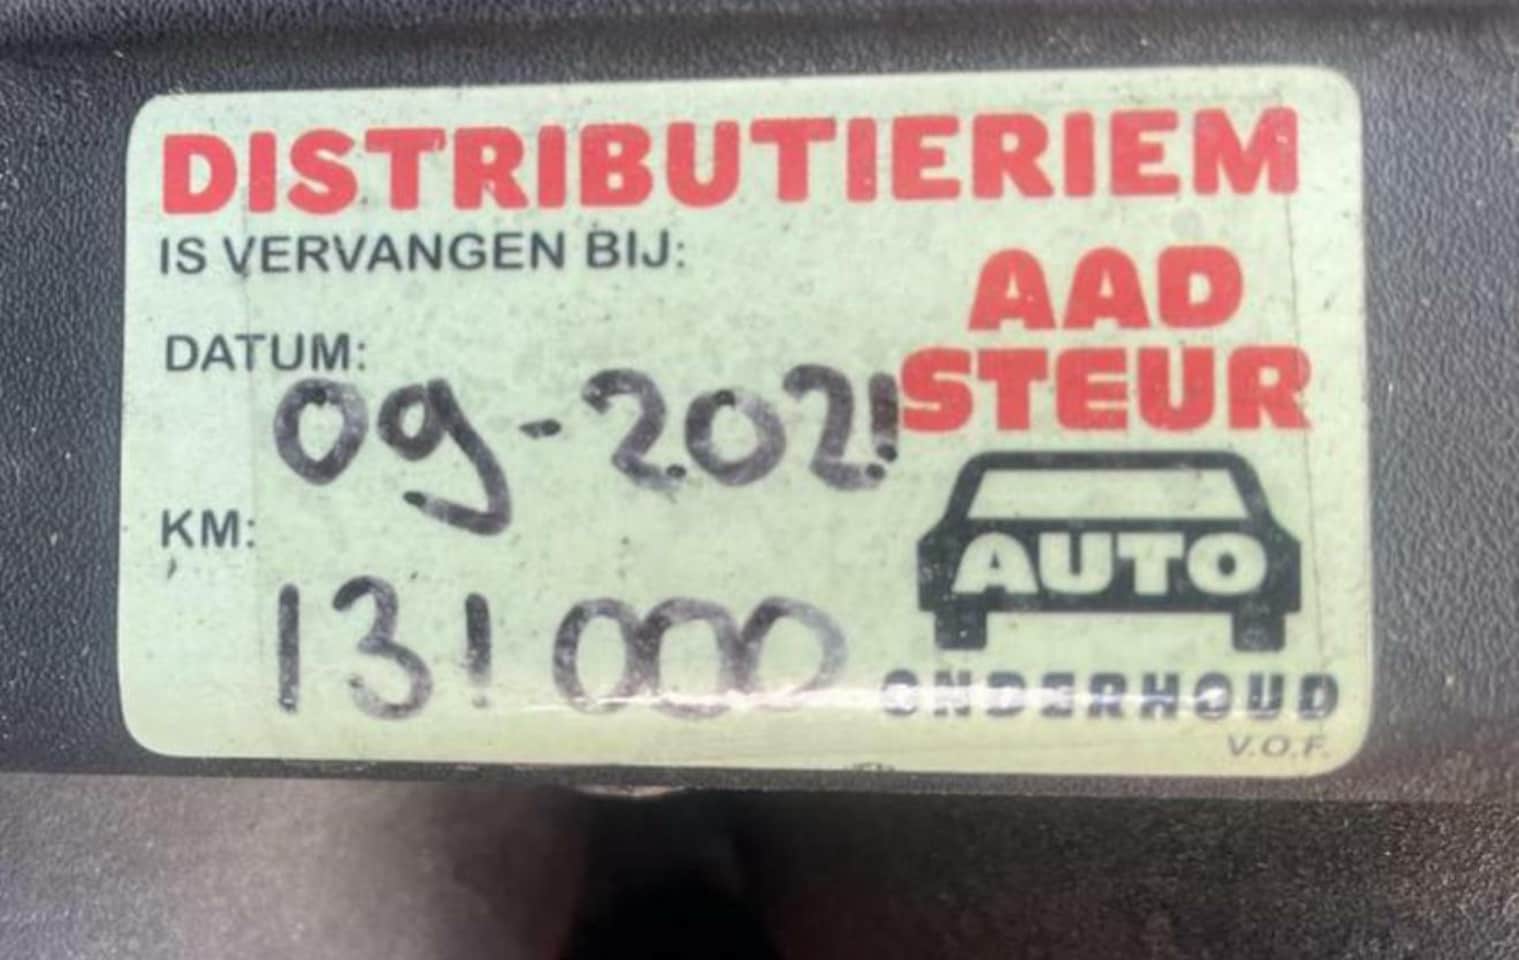 DISTRIBUTIERIEM
IS VERVANGEN BIJ:
AAD
STEUR
DATUM:
09-2021
KM:
131000
AUTO
ONDERHOUD
V.O.F.